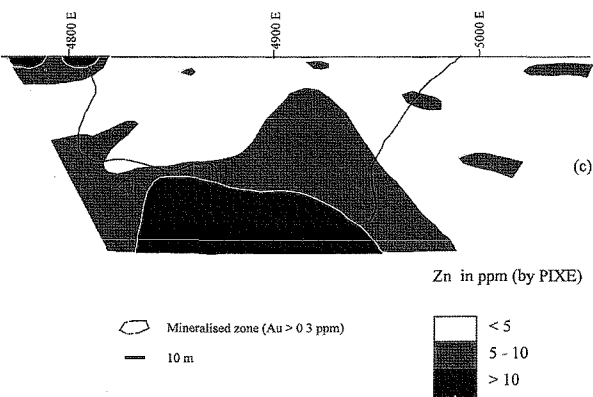 4800 E
4900 E
5000 E
(c)
Zn in ppm (by PIXE)
Mineralised zone (Au > 0 3 ppm)
10 m
< 5
5 - 10
> 10